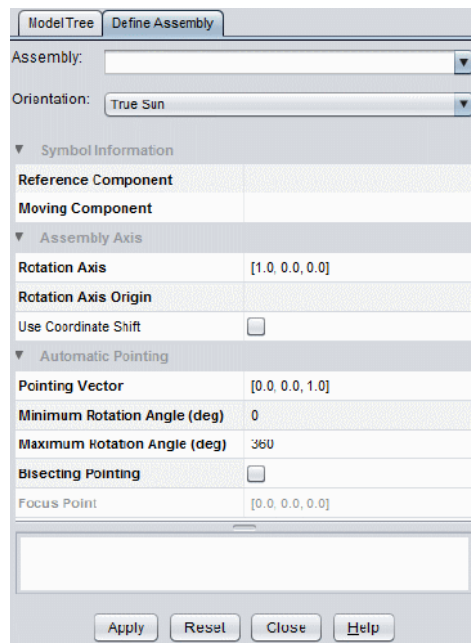 Model Tree Define Assembly
Assembly:
Orientation: True Sun
Symbol Information
Reference Component
Moving Component
Assembly Axis
Rotation Axis [1.0, 0.0, 0.0]
Rotation Axis Origin
Use Coordinate Shift
Automatic Pointing
Pointing Vector [0.0, 0.0, 1.0]
Minimum Rotation Angle (deg) 0
Maximum Rotation Angle (deg) 360
Bisecting Pointing
Focus Point [0.0, 0.0, 0.0]
Apply Reset Close Help